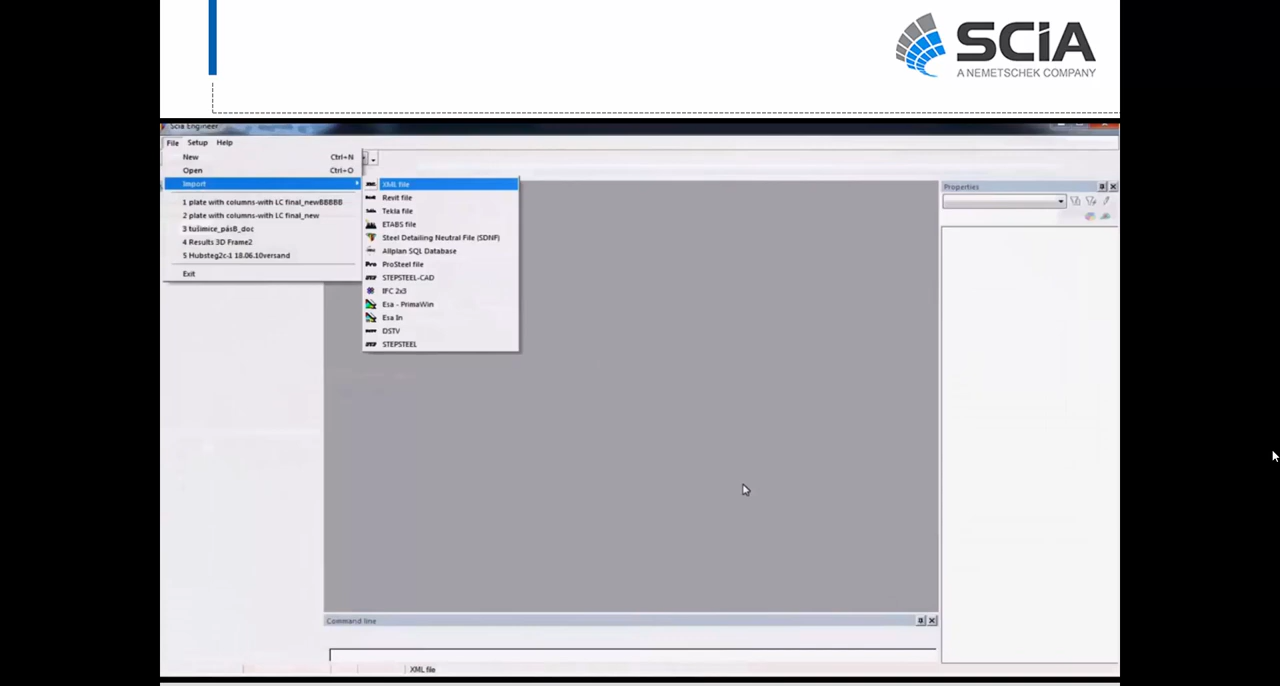 SCiA
A NEMETSCHEK COMPANY
Scia Engineer
File Setup Help
New Ctrl+N
Open Ctrl+O
Import
1 plate with columns-with LC final_newBBBBB
2 plate with columns-with LC final_new
3 tušimice_pásB_doc
4 Results 3D Frame2
5 Hubsteg2c-1 18.06.10versand
Exit
XML file
Revit file
Tekla file
ETABS file
Steel Detailing Neutral File (SDNF)
Allplan SQL Database
Pro ProSteel file
STEPSTEEL-CAD
IFC 2x3
Esa - PrimaWin
Esa In
DSTV
STEPSTEEL
Properties
Command line
XML file